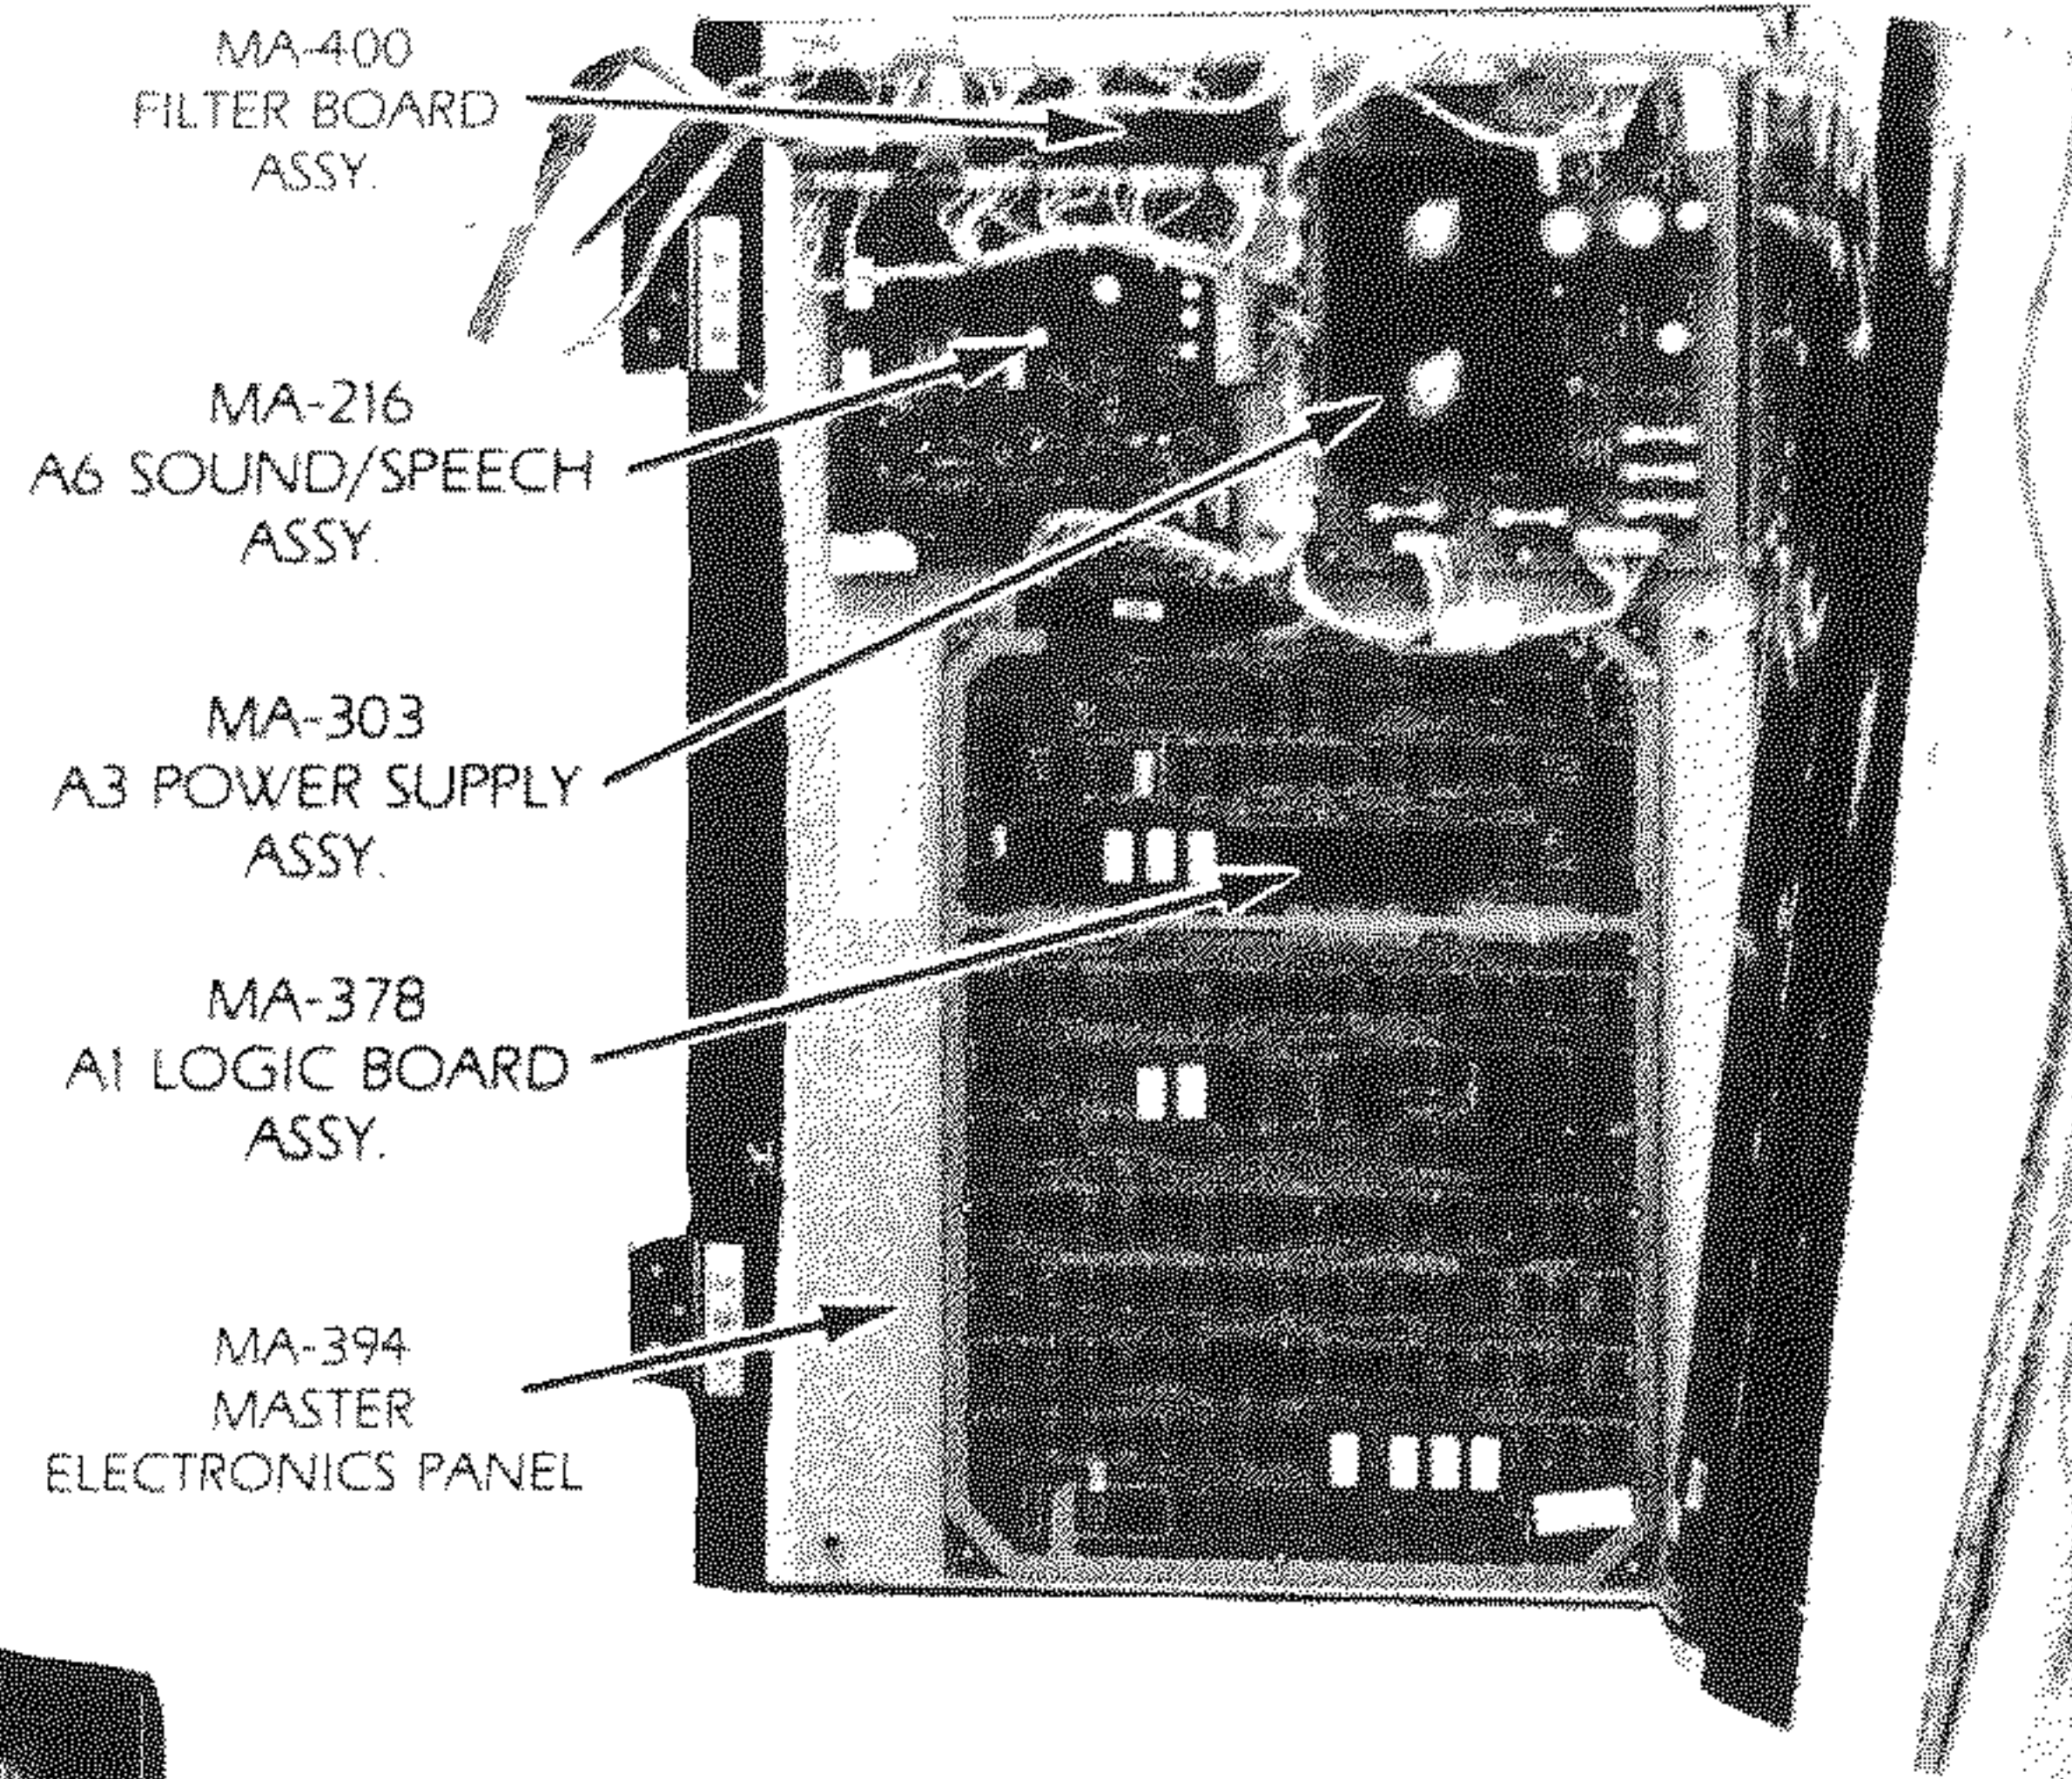 MA-400
FILTER BOARD
ASSY.
MA-216
A6 SOUND/SPEECH
ASSY.
MA-303
A3 POWER SUPPLY
ASSY.
MA-378
A1 LOGIC BOARD
ASSY.
MA-394
MASTER
ELECTRONICS PANEL